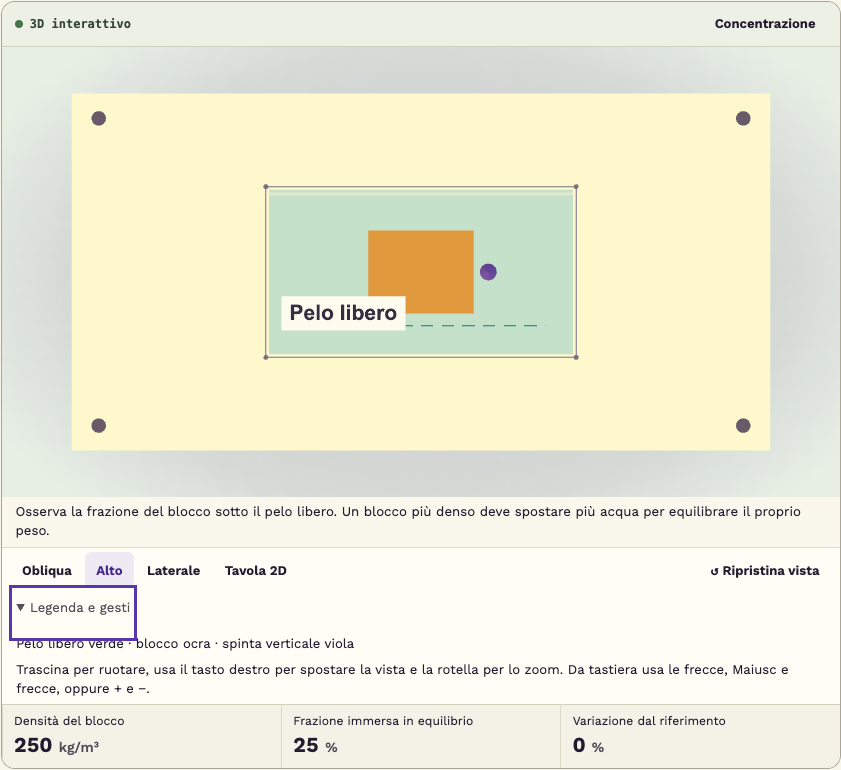 3D interattivo
Concentrazione
Pelo libero
Osserva la frazione del blocco sotto il pelo libero. Un blocco più denso deve spostare più acqua per equilibrare il proprio
peso.
Obliqua Alto Laterale Tavola 2D ↺ Ripristina vista
▼ Legenda e gesti
Pelo libero verde · blocco ocra · spinta verticale viola
Trascina per ruotare, usa il tasto destro per spostare la vista e la rotella per lo zoom. Da tastiera usa le frecce, Maiusc e
frecce, oppure + e −.
Densità del blocco
250 kg/m³
Frazione immersa in equilibrio
25 %
Variazione dal riferimento
0 %